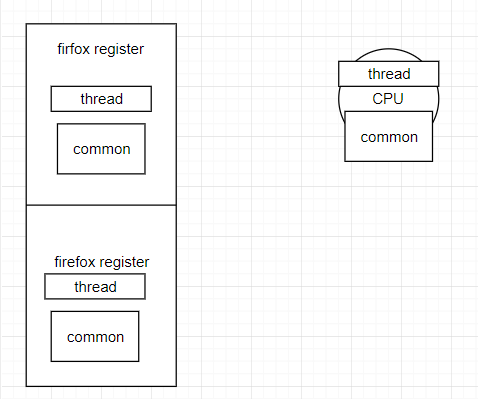 firfox register
thread
common
firefox register
thread
common
thread
CPU
common